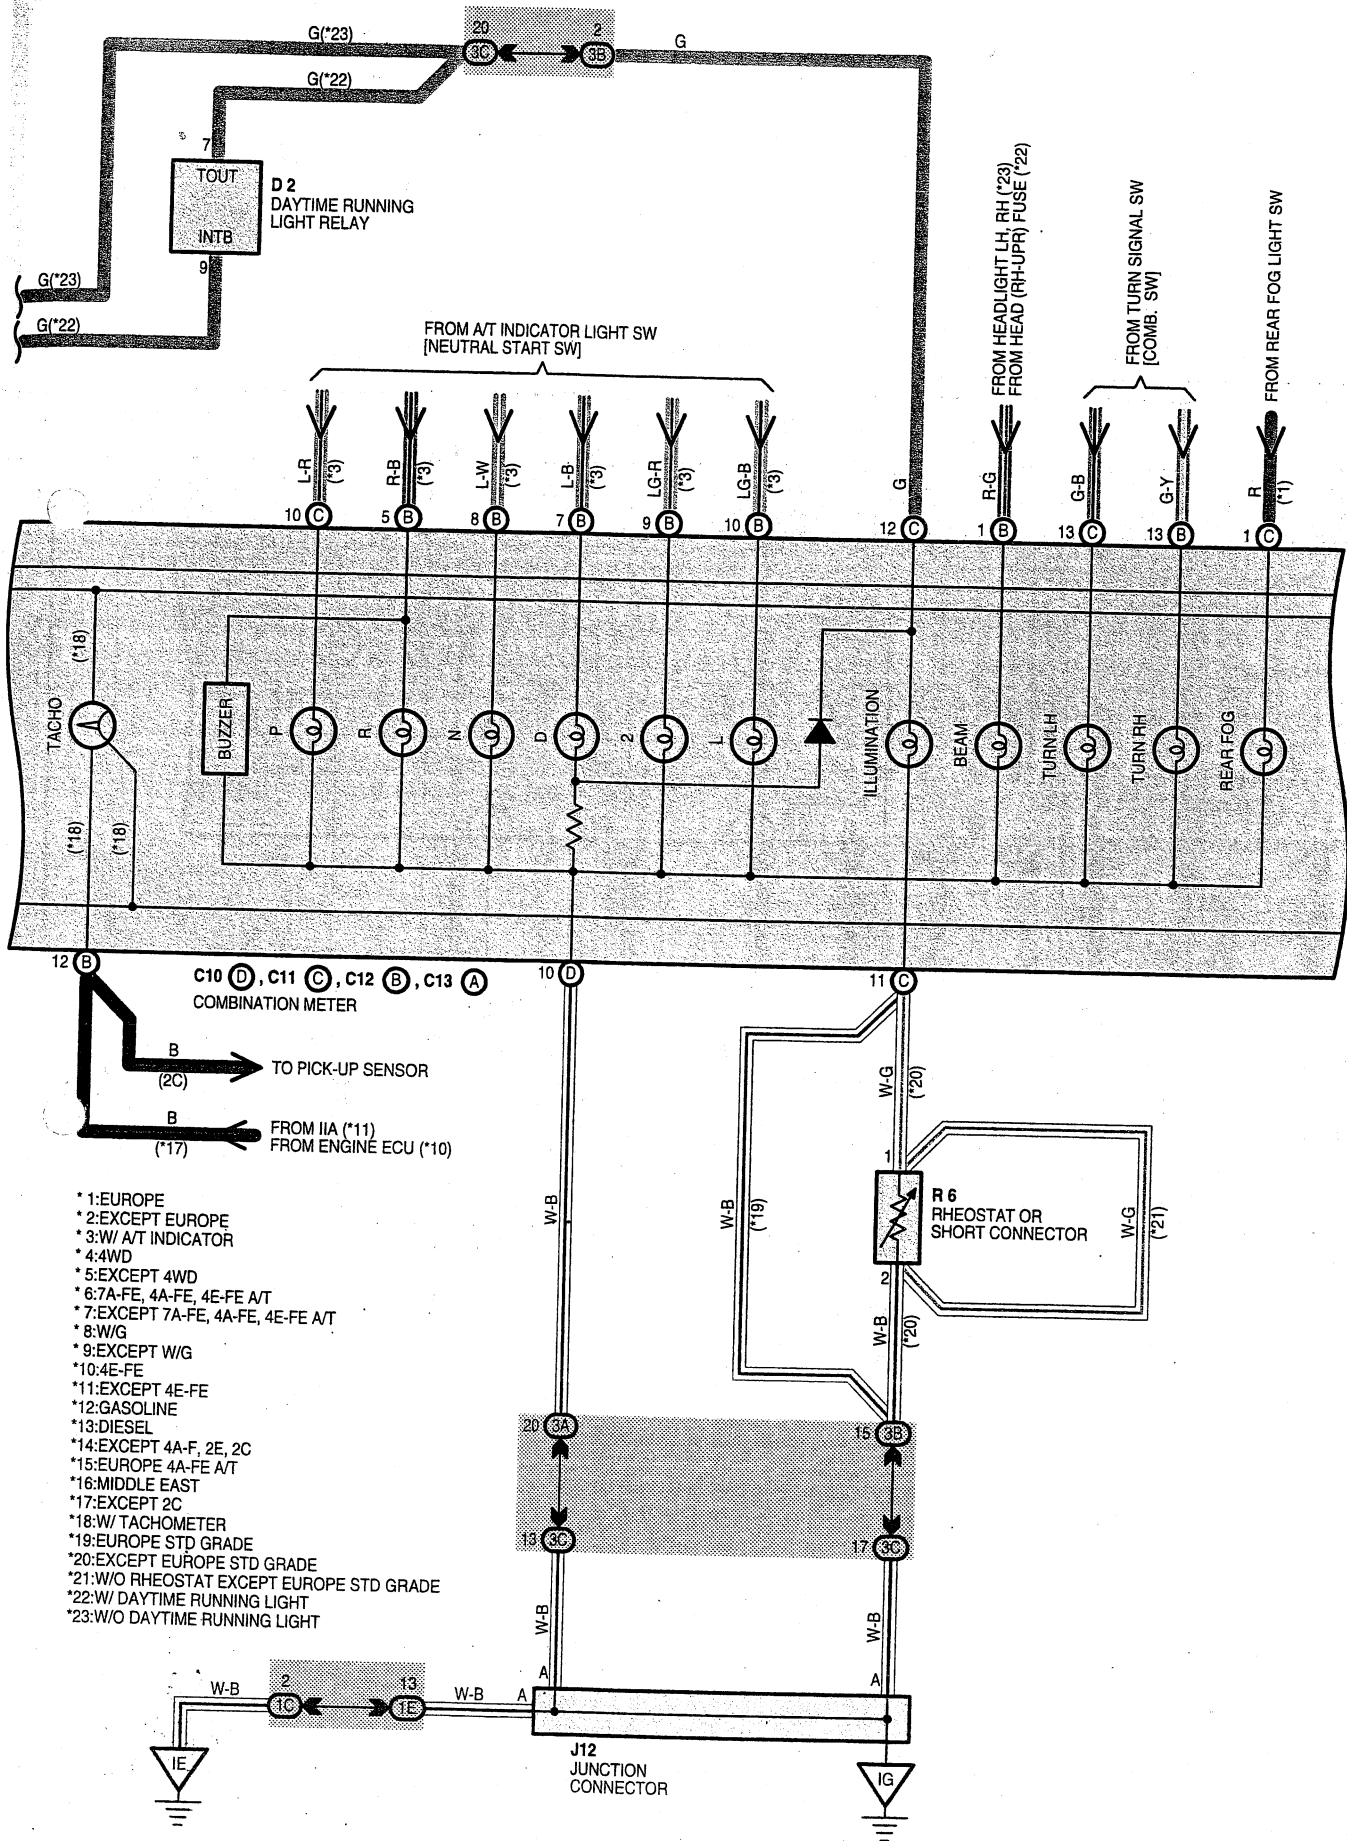 G(*23)
20
3C
2
3B
G
G(*22)
7
TOUT
INTB
9
D 2
DAYTIME RUNNING
LIGHT RELAY
G(*23)
G(*22)
FROM A/T INDICATOR LIGHT SW
[NEUTRAL START SW]
FROM HEADLIGHT LH, RH (*23)
FROM HEAD (RH-UPR) FUSE (*22)
FROM TURN SIGNAL SW
[COMB. SW]
FROM REAR FOG LIGHT SW
L-R
(*3)
R-B
(*3)
L-W
(*3)
L-B
(*3)
LG-R
(*3)
LG-B
(*3)
G
R-G
G-B
G-Y
R
(*1)
10 C
5 B
8 B
7 B
9 B
10 B
12 C
1 B
13 C
13 B
1 C
(*18)
TACHO
BUZZER
P
R
N
D
2
L
ILLUMINATION
BEAM
TURN LH
TURN RH
REAR FOG
(*18)
(*18)
12 B
C10 D , C11 C , C12 B , C13 A
COMBINATION METER
10 D
11 C
B
(2C)
TO PICK-UP SENSOR
B
(*17)
FROM IIA (*11)
FROM ENGINE ECU (*10)
W-G
(*20)
1
R 6
RHEOSTAT OR
SHORT CONNECTOR
2
W-G
(*21)
W-B
W-B
(*19)
W-B
(*20)
* 1:EUROPE
* 2:EXCEPT EUROPE
* 3:W/ A/T INDICATOR
* 4:4WD
* 5:EXCEPT 4WD
* 6:7A-FE, 4A-FE, 4E-FE A/T
* 7:EXCEPT 7A-FE, 4A-FE, 4E-FE A/T
* 8:W/G
* 9:EXCEPT W/G
*10:4E-FE
*11:EXCEPT 4E-FE
*12:GASOLINE
*13:DIESEL
*14:EXCEPT 4A-F, 2E, 2C
*15:EUROPE 4A-FE A/T
*16:MIDDLE EAST
*17:EXCEPT 2C
*18:W/ TACHOMETER
*19:EUROPE STD GRADE
*20:EXCEPT EUROPE STD GRADE
*21:W/O RHEOSTAT EXCEPT EUROPE STD GRADE
*22:W/ DAYTIME RUNNING LIGHT
*23:W/O DAYTIME RUNNING LIGHT
20 3A
15 3B
13 3C
17 3C
W-B
W-B
A
A
W-B
2
1C
13
1E
W-B
A
IE
J12
JUNCTION
CONNECTOR
IG